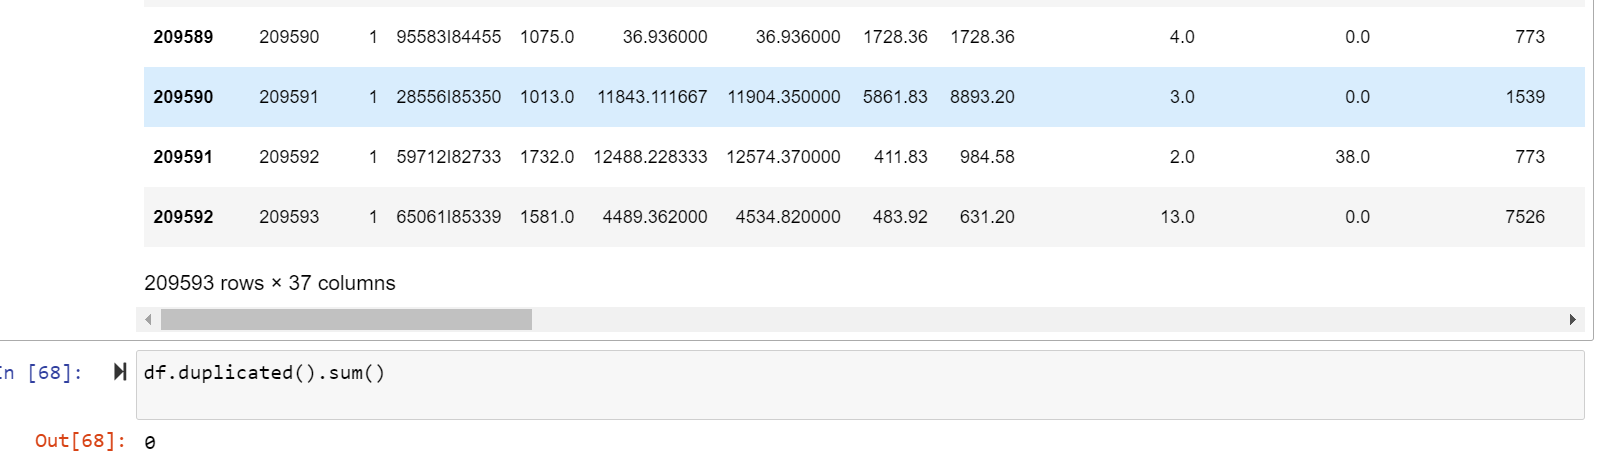 209589 209590 1 95583I84455 1075.0 36.936000 36.936000 1728.36 1728.36 4.0 0.0 773
209590 209591 1 28556I85350 1013.0 11843.111667 11904.350000 5861.83 8893.20 3.0 0.0 1539
209591 209592 1 59712I82733 1732.0 12488.228333 12574.370000 411.83 984.58 2.0 38.0 773
209592 209593 1 65061I85339 1581.0 4489.362000 4534.820000 483.92 631.20 13.0 0.0 7526
209593 rows × 37 columns
In [68]: df.duplicated().sum()
Out[68]: 0